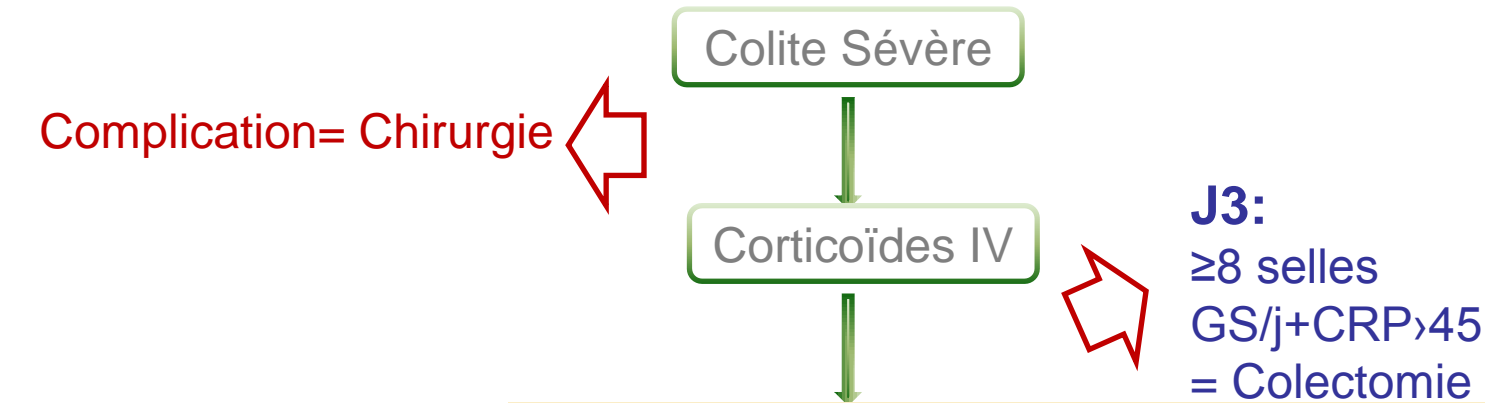 Colite Sévère
Complication= Chirurgie
Corticoïdes IV
J3:
≥8 selles
GS/j+CRP›45
= Colectomie